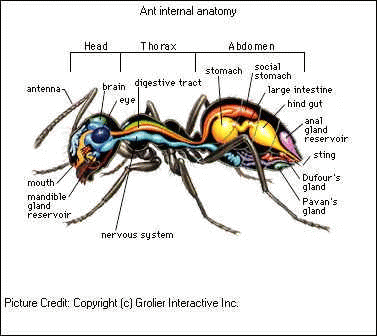 Ant internal anatomy
Head
Thorax
Abdomen
antenna
brain
eye
digestive tract
stomach
social
stomach
large intestine
hind gut
anal
gland
reservoir
sting
Dufour's
gland
Pavan's
gland
mouth
mandible
gland
reservoir
nervous system
Picture Credit: Copyright (c) Grolier Interactive Inc.